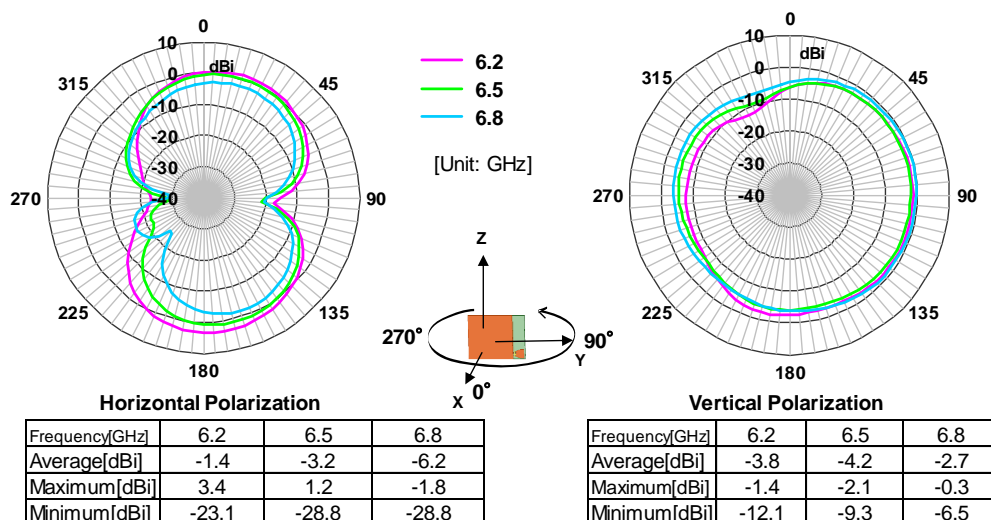 0
10
dBi
0
-10
-20
-30
-40
45
90
135
180
225
270
315
6.2
6.5
6.8
[Unit: GHz]
0
10
dBi
0
-10
-20
-30
-40
45
90
135
180
225
270
315
Z
270°
90°
Y
X
0°
Horizontal Polarization
Frequency[GHz] 6.2 6.5 6.8
Average[dBi] -1.4 -3.2 -6.2
Maximum[dBi] 3.4 1.2 -1.8
Minimum[dBi] -23.1 -28.8 -28.8
Vertical Polarization
Frequency[GHz] 6.2 6.5 6.8
Average[dBi] -3.8 -4.2 -2.7
Maximum[dBi] -1.4 -2.1 -0.3
Minimum[dBi] -12.1 -9.3 -6.5